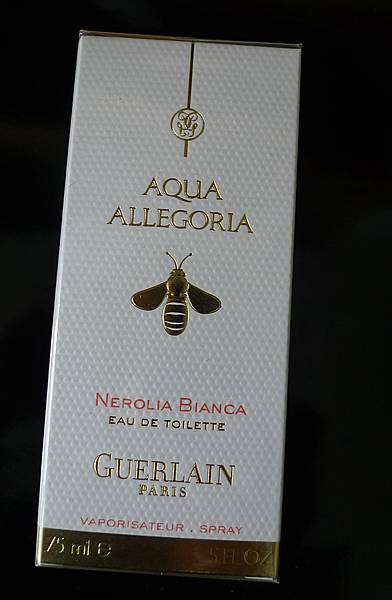 AQUA
ALLEGORIA
NEROLIA BIANCA
EAU DE TOILETTE
GUERLAIN
PARIS
VAPORISATEUR . SPRAY
75 ml e
5 FL OZ